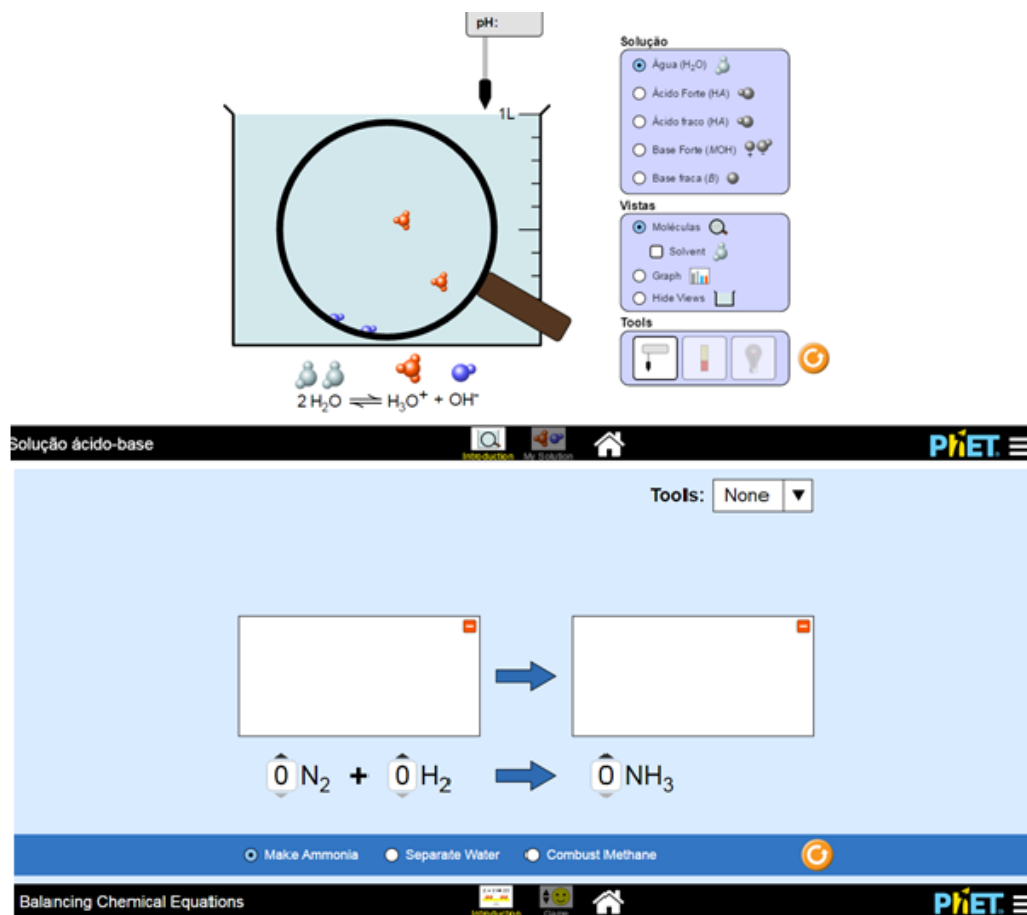 pH:
1L
Solução
Água (H₂O)
Ácido Forte (HA)
Ácido fraco (HA)
Base Forte (MOH)
Base fraca (B)
Vistas
Moléculas
Solvent
Graph
Hide Views
Tools
2 H₂O ⇌ H₃O⁺ + OH⁻
Solução ácido-base
Introduction
My Solution
PhET
Tools: None ▼
0 N₂ + 0 H₂ → 0 NH₃
Make Ammonia
Separate Water
Combust Methane
Balancing Chemical Equations
Introduction
Game
PhET